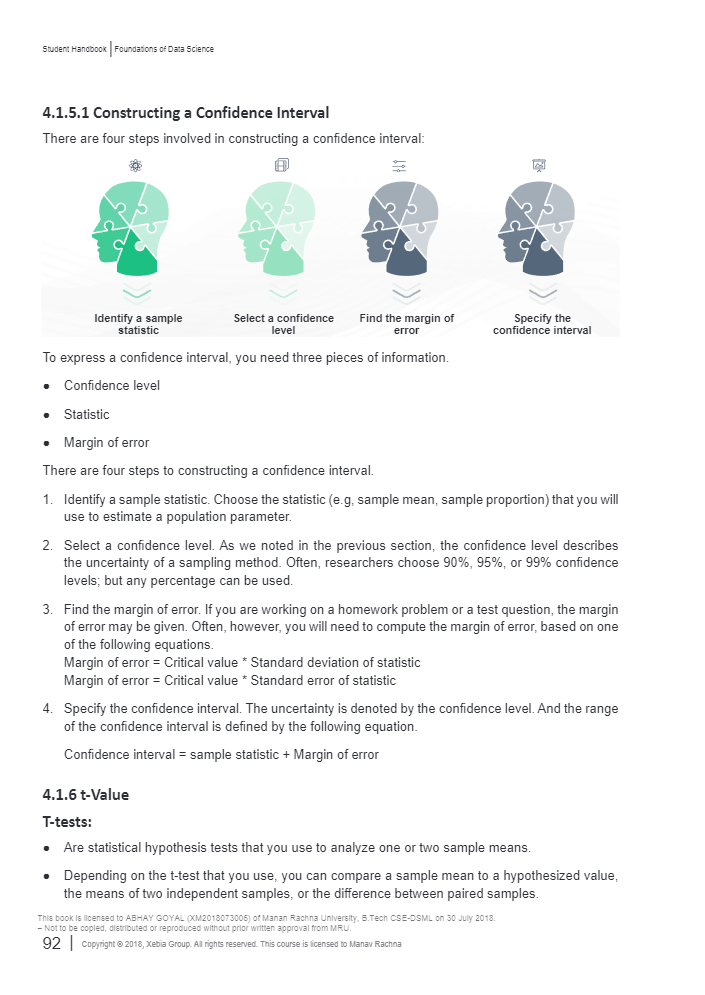 Student Handbook | Foundations of Data Science
4.1.5.1 Constructing a Confidence Interval
There are four steps involved in constructing a confidence interval:
Identify a sample statistic
Select a confidence level
Find the margin of error
Specify the confidence interval
To express a confidence interval, you need three pieces of information.
● Confidence level
● Statistic
● Margin of error
There are four steps to constructing a confidence interval.
1. Identify a sample statistic. Choose the statistic (e.g, sample mean, sample proportion) that you will
use to estimate a population parameter.
2. Select a confidence level. As we noted in the previous section, the confidence level describes
the uncertainty of a sampling method. Often, researchers choose 90%, 95%, or 99% confidence
levels; but any percentage can be used.
3. Find the margin of error. If you are working on a homework problem or a test question, the margin
of error may be given. Often, however, you will need to compute the margin of error, based on one
of the following equations.
Margin of error = Critical value * Standard deviation of statistic
Margin of error = Critical value * Standard error of statistic
4. Specify the confidence interval. The uncertainty is denoted by the confidence level. And the range
of the confidence interval is defined by the following equation.
Confidence interval = sample statistic + Margin of error
4.1.6 t-Value
T-tests:
● Are statistical hypothesis tests that you use to analyze one or two sample means.
● Depending on the t-test that you use, you can compare a sample mean to a hypothesized value,
the means of two independent samples, or the difference between paired samples.
This book is licensed to ABHAY GOYAL (XM2018073006) of Manan Rachna University, B.Tech CSE-DSML on 30 July 2018.
– Not to be copied, distributed or reproduced without prior written approval from MRU.
92 | Copyright © 2018, Xebia Group. All rights reserved. This course is licensed to Manav Rachna